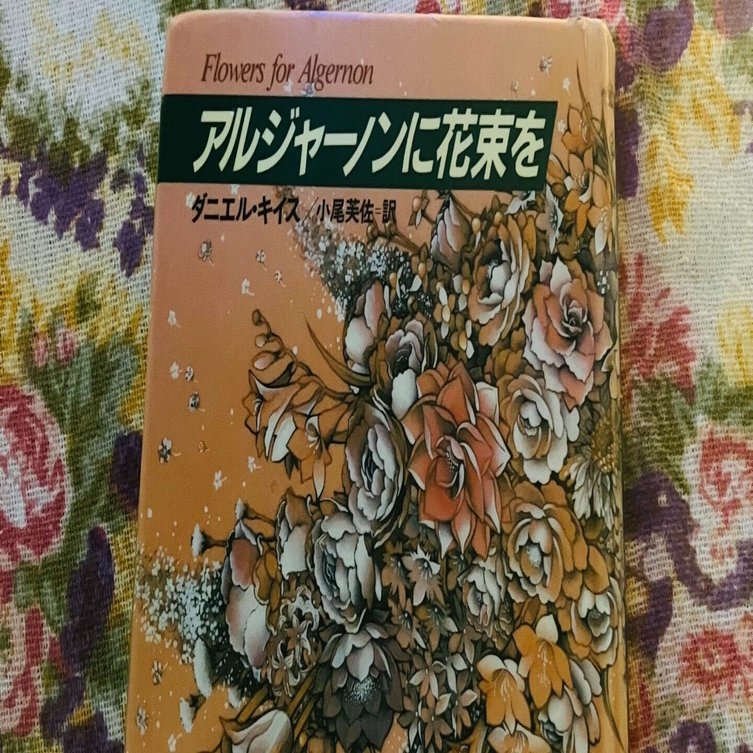 Flowers for Algernon
アルジャーノンに花束を
ダニエル・キイス/小尾芙佐=訳